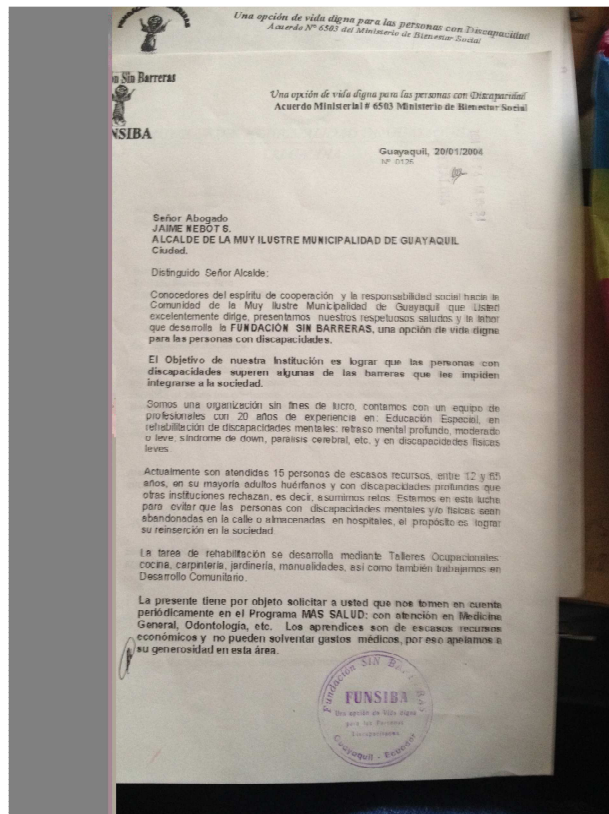 Una opción de vida digna para las personas con Discapacidad
Acuerdo Nº 6503 del Ministerio de Bienestar Social
Sin Barreras
Una opción de vida digna para las personas con Discapacidad
Acuerdo Ministerial # 6503 Ministerio de Bienestar Social
Guayaquil, 20/01/2004
Nº 0126
Señor Abogado
JAIME NEBOT S.
ALCALDE DE LA MUY ILUSTRE MUNICIPALIDAD DE GUAYAQUIL
Ciudad.
Distinguido Señor Alcalde:
Conocedores del espíritu de cooperación y la responsabilidad social hacia la
Comunidad de la Muy Ilustre Municipalidad de Guayaquil que Usted
excelentemente dirige, presentamos nuestros respetuosos saludos y la labor
que desarrolla la FUNDACIÓN SIN BARRERAS, una opción de vida digne
para las personas con discapacidades.
El Objetivo de nuestra Institución es lograr que las personas con
discapacidades superen algunas de las barreras que les impiden
integrarse a la sociedad.
Somos una organización sin fines de lucro, contamos con un equipo de
profesionales con 20 años de experiencia en: Educación Especial, en
rehabilitación de discapacidades mentales: retraso mental profundo, moderado
o leve, síndrome de down, parálisis cerebral, etc. y en discapacidades físicas
leves.
Actualmente son atendidas 15 personas de escasos recursos, entre 12 y 65
años, en su mayoría adultos huérfanos y con discapacidades profundas que
otras instituciones rechazan, es decir, asumimos retos. Estamos en esta lucha
para evitar que las personas con discapacidades mentales y/o físicas sean
abandonadas en la calle o almacenadas en hospitales, el propósito es lograr
su reinserción en la sociedad.
La tarea de rehabilitación se desarrolla mediante Talleres Ocupacionales:
cocina, carpintería, jardinería, manualidades, así como también trabajamos en
Desarrollo Comunitario.
La presente tiene por objeto solicitar a usted que nos tomen en cuenta
periódicamente en el Programa MÁS SALUD: con atención en Medicina
General, Odontología, etc. Los aprendices son de escasos recursos
económicos y no pueden solventar gastos médicos, por eso apelamos a
su generosidad en esta área.
Fundación SIN Barreras
FUNSIBA
Una opción de Vida digna
para las Personas
Guayaquil - Ecuador